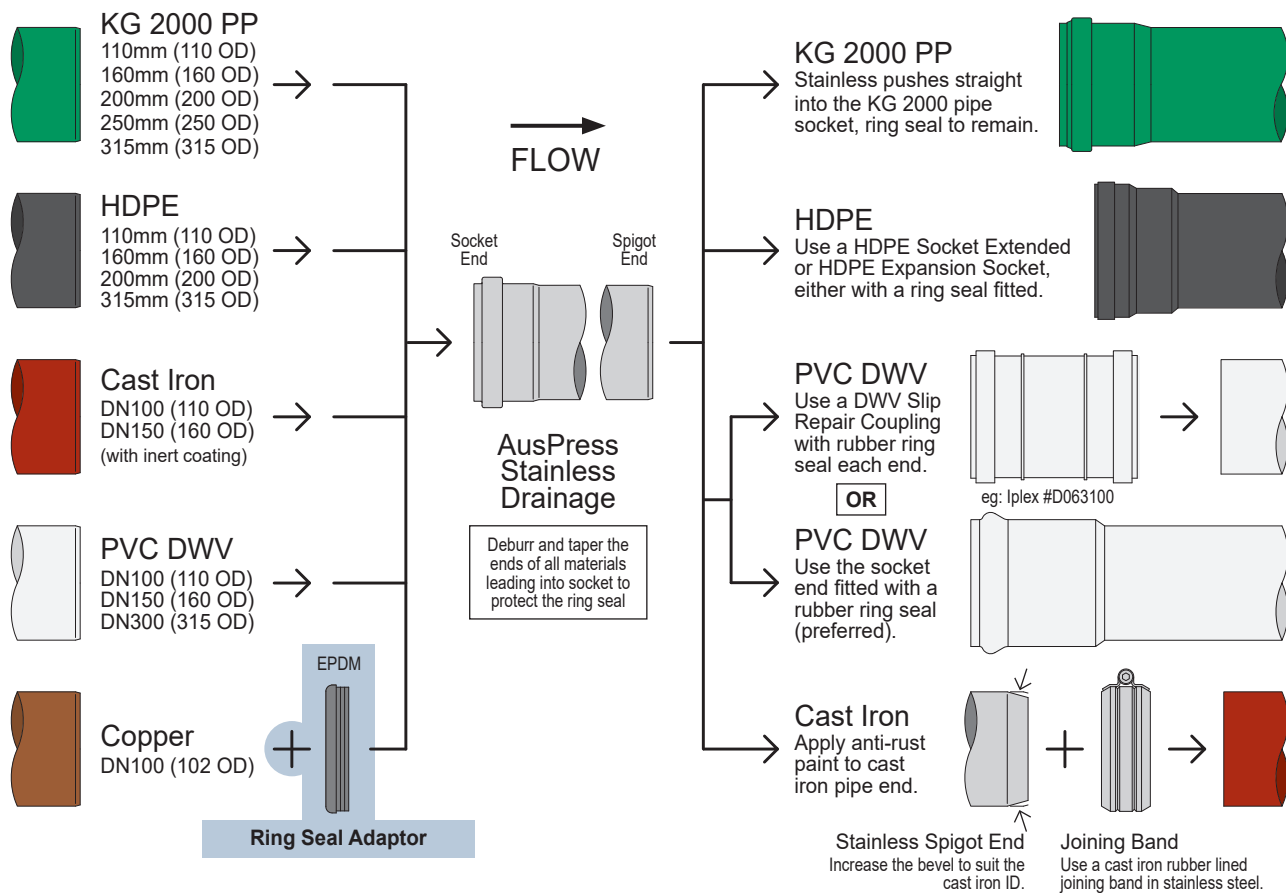 KG 2000 PP
110mm (110 OD)
160mm (160 OD)
200mm (200 OD)
250mm (250 OD)
315mm (315 OD)
HDPE
110mm (110 OD)
160mm (160 OD)
200mm (200 OD)
315mm (315 OD)
Cast Iron
DN100 (110 OD)
DN150 (160 OD)
(with inert coating)
PVC DWV
DN100 (110 OD)
DN150 (160 OD)
DN300 (315 OD)
Copper
DN100 (102 OD)
EPDM
Ring Seal Adaptor
FLOW
Socket
End
Spigot
End
AusPress
Stainless
Drainage
Deburr and taper the
ends of all materials
leading into socket to
protect the ring seal
KG 2000 PP
Stainless pushes straight
into the KG 2000 pipe
socket, ring seal to remain.
HDPE
Use a HDPE Socket Extended
or HDPE Expansion Socket,
either with a ring seal fitted.
PVC DWV
Use a DWV Slip
Repair Coupling
with rubber ring
seal each end.
eg: Iplex #D063100
OR
PVC DWV
Use the socket
end fitted with a
rubber ring seal
(preferred).
Cast Iron
Apply anti-rust
paint to cast
iron pipe end.
Stainless Spigot End
Increase the bevel to suit the
cast iron ID.
Joining Band
Use a cast iron rubber lined
joining band in stainless steel.